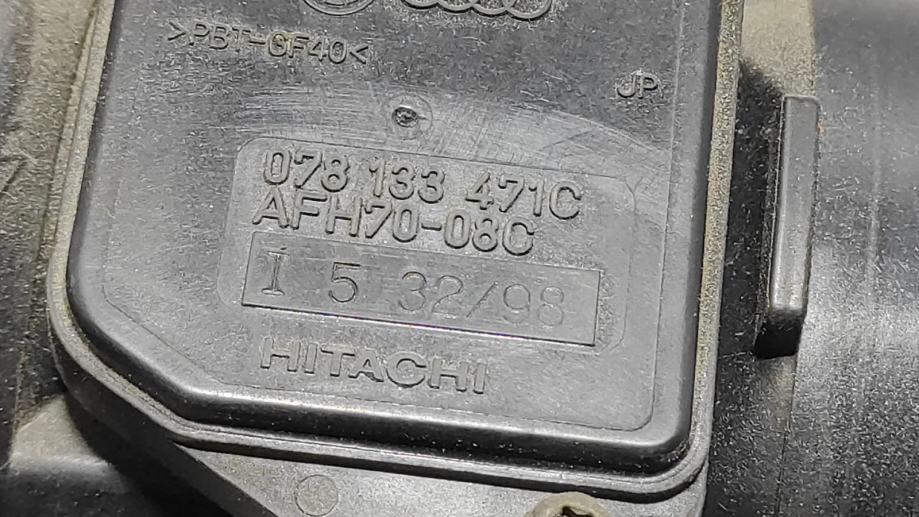 >PBT-GF40<
JP
078 133 471C
AFH70-08C
I 5 32/98
HITACHI